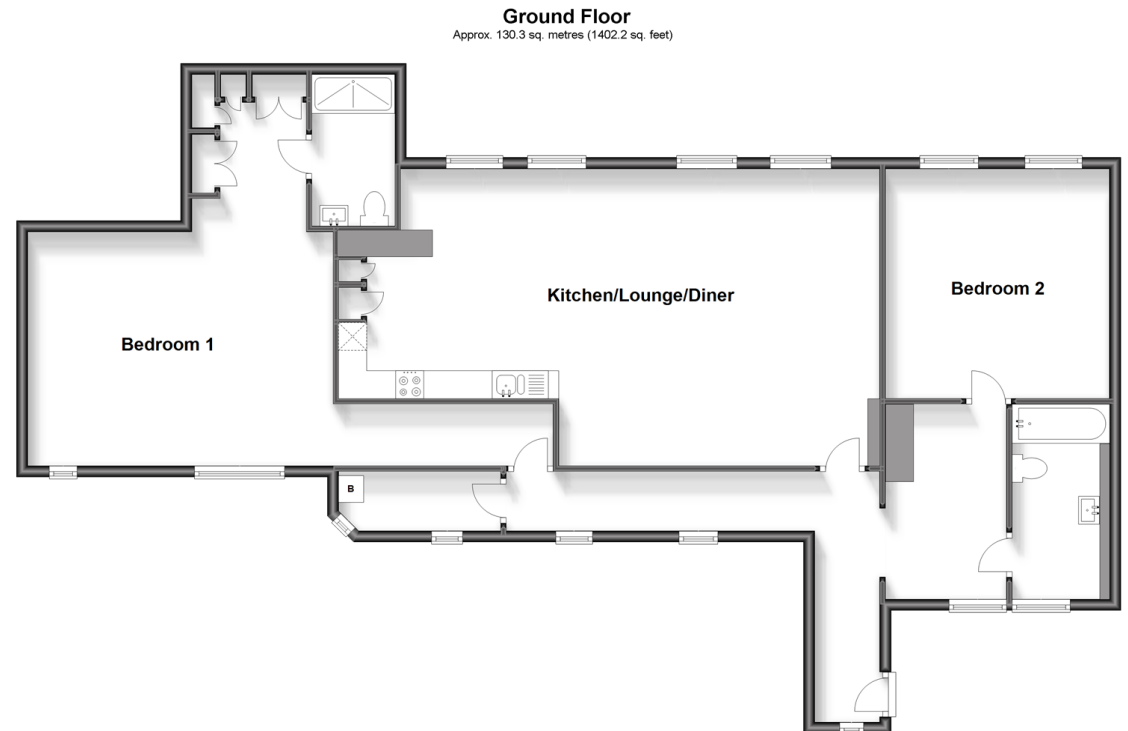 Ground Floor
Approx. 130.3 sq. metres (1402.2 sq. feet)
Bedroom 2
Kitchen/Lounge/Diner
Bedroom 1
B